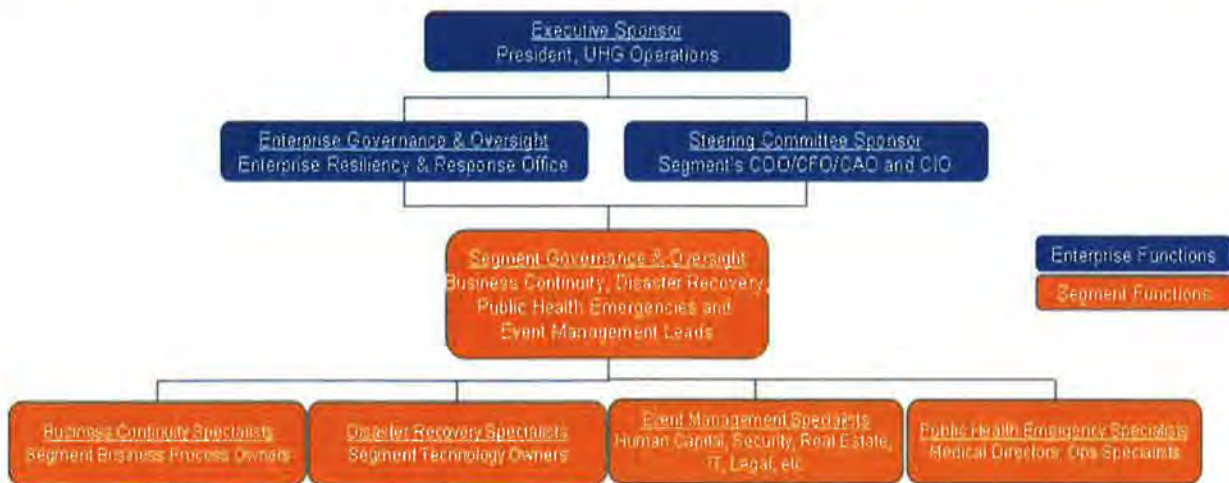 Executive Sponsor
President, UHG Operations
Enterprise Governance & Oversight
Enterprise Resiliency & Response Office
Steering Committee Sponsor
Segment's COO/CFO/CAO and CIO
Segment Governance & Oversight
Business Continuity, Disaster Recovery,
Public Health Emergencies and
Event Management Leads
Enterprise Functions
Segment Functions
Business Continuity Specialists
Segment Business Process Owners
Disaster Recovery Specialists
Segment Technology Owners
Event Management Specialists
Human Capital, Security, Real Estate,
IT, Legal, etc
Public Health Emergency Specialists
Medical Directors, Ops Specialists